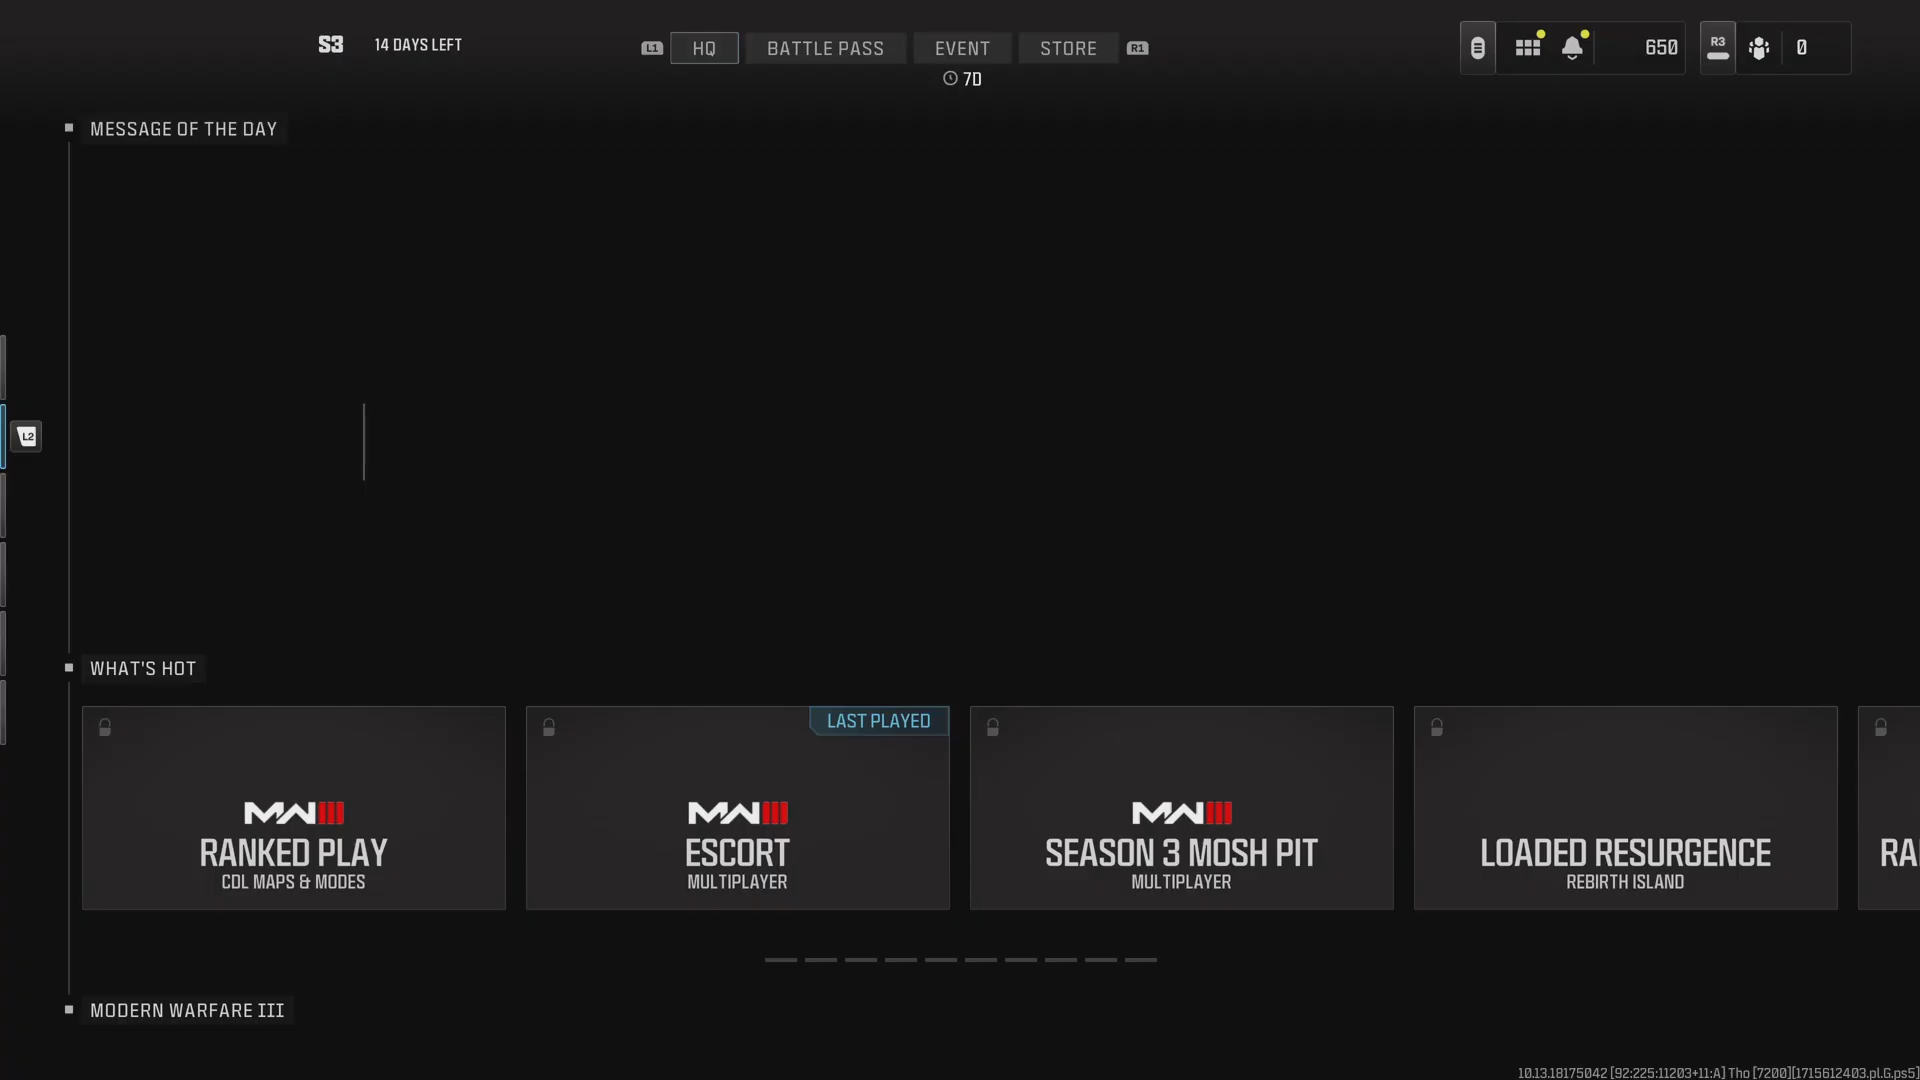 S3
14 DAYS LEFT
L1
HQ
BATTLE PASS
EVENT
STORE
R1
7D
650
R3
0
MESSAGE OF THE DAY
L2
WHAT'S HOT
LAST PLAYED
MWIII
RANKED PLAY
CDL MAPS & MODES
MWIII
ESCORT
MULTIPLAYER
MWIII
SEASON 3 MOSH PIT
MULTIPLAYER
LOADED RESURGENCE
REBIRTH ISLAND
RA
MODERN WARFARE III
10.13.18175042 [92:225:11203+11:A] Tho [7200][1715612403.pl.G.ps5]